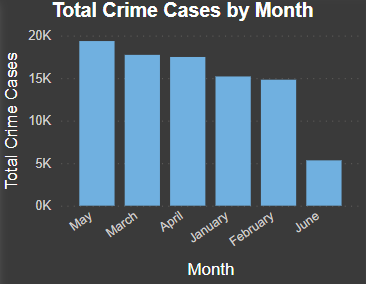 Total Crime Cases by Month
Total Crime Cases
20K
15K
10K
5K
0K
May
March
April
January
February
June
Month